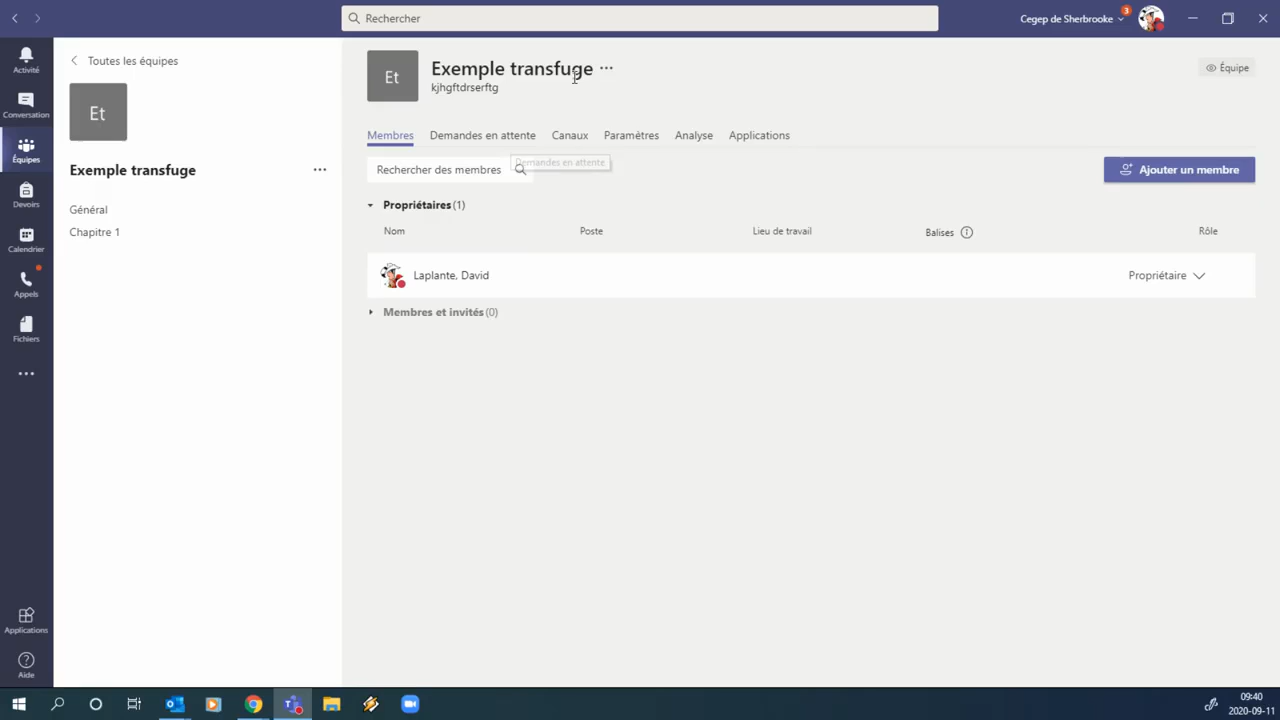 Rechercher
Cegep de Sherbrooke
3
Activité
Conversation
Équipes
Devoirs
Calendrier
Appels
Fichiers
Applications
Aide
Toutes les équipes
Et
Exemple transfuge
Général
Chapitre 1
Et
Exemple transfuge
kjhgftdrserftg
Équipe
Membres Demandes en attente Canaux Paramètres Analyse Applications
Demandes en attente
Rechercher des membres
Ajouter un membre
Propriétaires (1)
Nom Poste Lieu de travail Balises Rôle
Laplante, David Propriétaire
Membres et invités (0)
09:40
2020-09-11